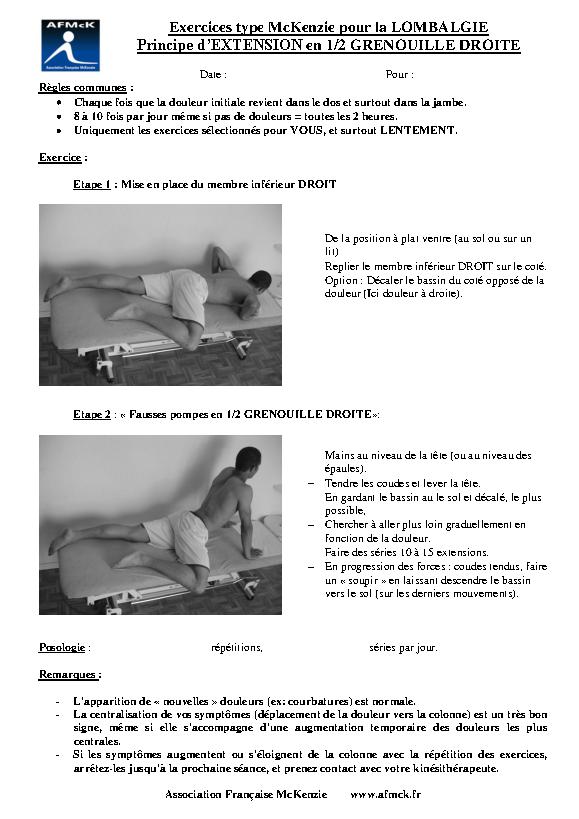 AFMcK
Association Française McKenzie
Exercices type McKenzie pour la LOMBALGIE
Principe d'EXTENSION en 1/2 GRENOUILLE DROITE
Date : Pour :
Règles communes :
• Chaque fois que la douleur initiale revient dans le dos et surtout dans la jambe.
• 8 à 10 fois par jour même si pas de douleurs = toutes les 2 heures.
• Uniquement les exercices sélectionnés pour VOUS, et surtout LENTEMENT.
Exercice :
Etape 1 : Mise en place du membre inférieur DROIT
De la position à plat ventre (au sol ou sur un
lit)
Replier le membre inférieur DROIT sur le coté.
Option : Décaler le bassin du coté opposé de la
douleur (Ici douleur à droite).
Etape 2 : « Fausses pompes en 1/2 GRENOUILLE DROITE»:
Mains au niveau de la tête (ou au niveau des
épaules).
– Tendre les coudes et lever la tête.
En gardant le bassin au le sol et décalé, le plus
possible,
– Chercher à aller plus loin graduellement en
fonction de la douleur.
Faire des séries 10 à 15 extensions.
– En progression des forces : coudes tendus, faire
un « soupir » en laissant descendre le bassin
vers le sol (sur les derniers mouvements).
Posologie : répétitions, séries par jour.
Remarques :
- L'apparition de « nouvelles » douleurs (ex: courbatures) est normale.
- La centralisation de vos symptômes (déplacement de la douleur vers la colonne) est un très bon
signe, même si elle s'accompagne d'une augmentation temporaire des douleurs les plus
centrales.
- Si les symptômes augmentent ou s'éloignent de la colonne avec la répétition des exercices,
arrêtez-les jusqu'à la prochaine séance, et prenez contact avec votre kinésithérapeute.
Association Française McKenzie www.afmck.fr